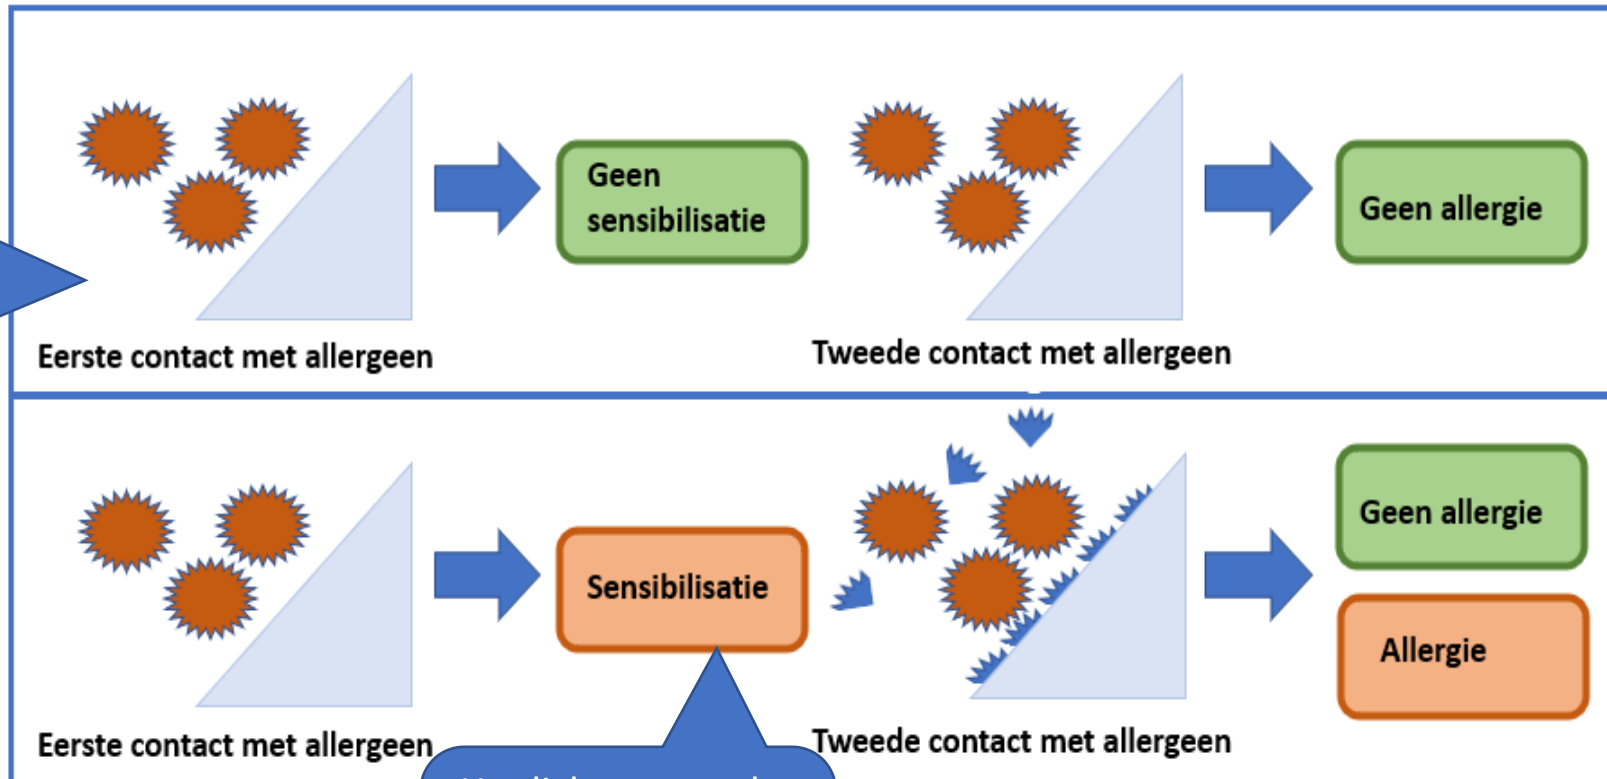 Geen
sensibilisatie
Geen allergie
Eerste contact met allergeen
Tweede contact met allergeen
Geen allergie
Sensibilisatie
Allergie
Eerste contact met allergeen
Tweede contact met allergeen